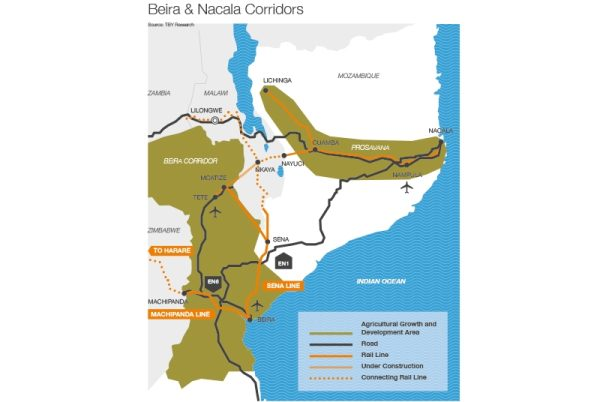 Beira & Nacala Corridors
Source: TBY Research
LICHINGA
MOZAMBIQUE
ZAMBIA
MALAWI
LILONGWE
NACALA
CUAMBA
PROSAVANA
BEIRA CORRIDOR
NKAYA
NAYUCI
NAMPULA
MOATIZE
TETE
ZIMBABWE
SENA
TO HARARE
EN1
EN6
SENA LINE
INDIAN OCEAN
MACHIPANDA
MACHIPANDA LINE
BEIRA
Agricultural Growth and
Development Area
Road
Rail Line
Under Construction
Connecting Rail Line